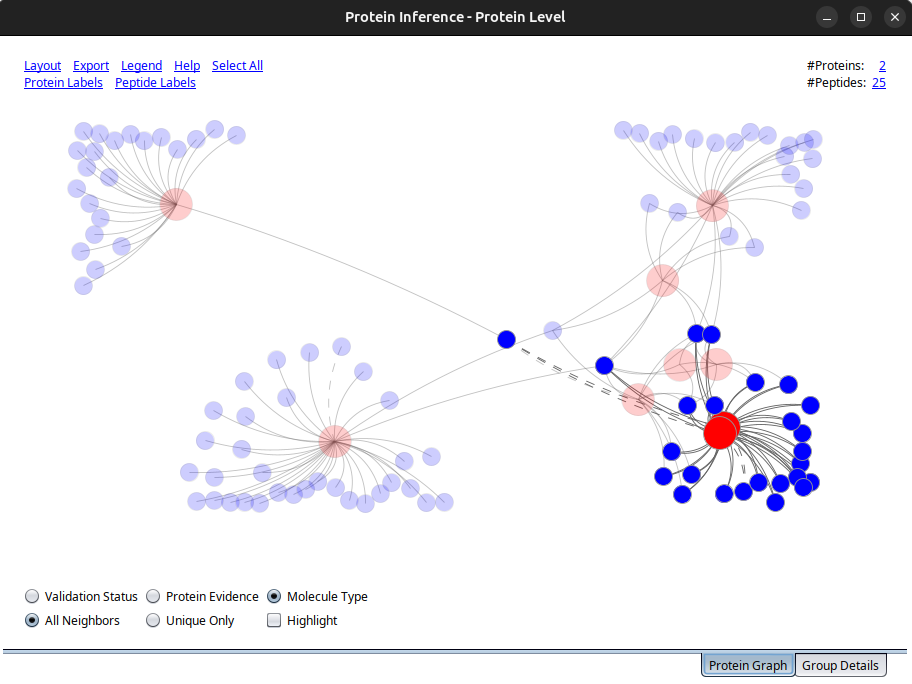 Protein Inference - Protein Level
Layout Export Legend Help Select All
#Proteins: 2
Protein Labels Peptide Labels
#Peptides: 25
Validation Status Protein Evidence Molecule Type
All Neighbors Unique Only Highlight
Protein Graph Group Details